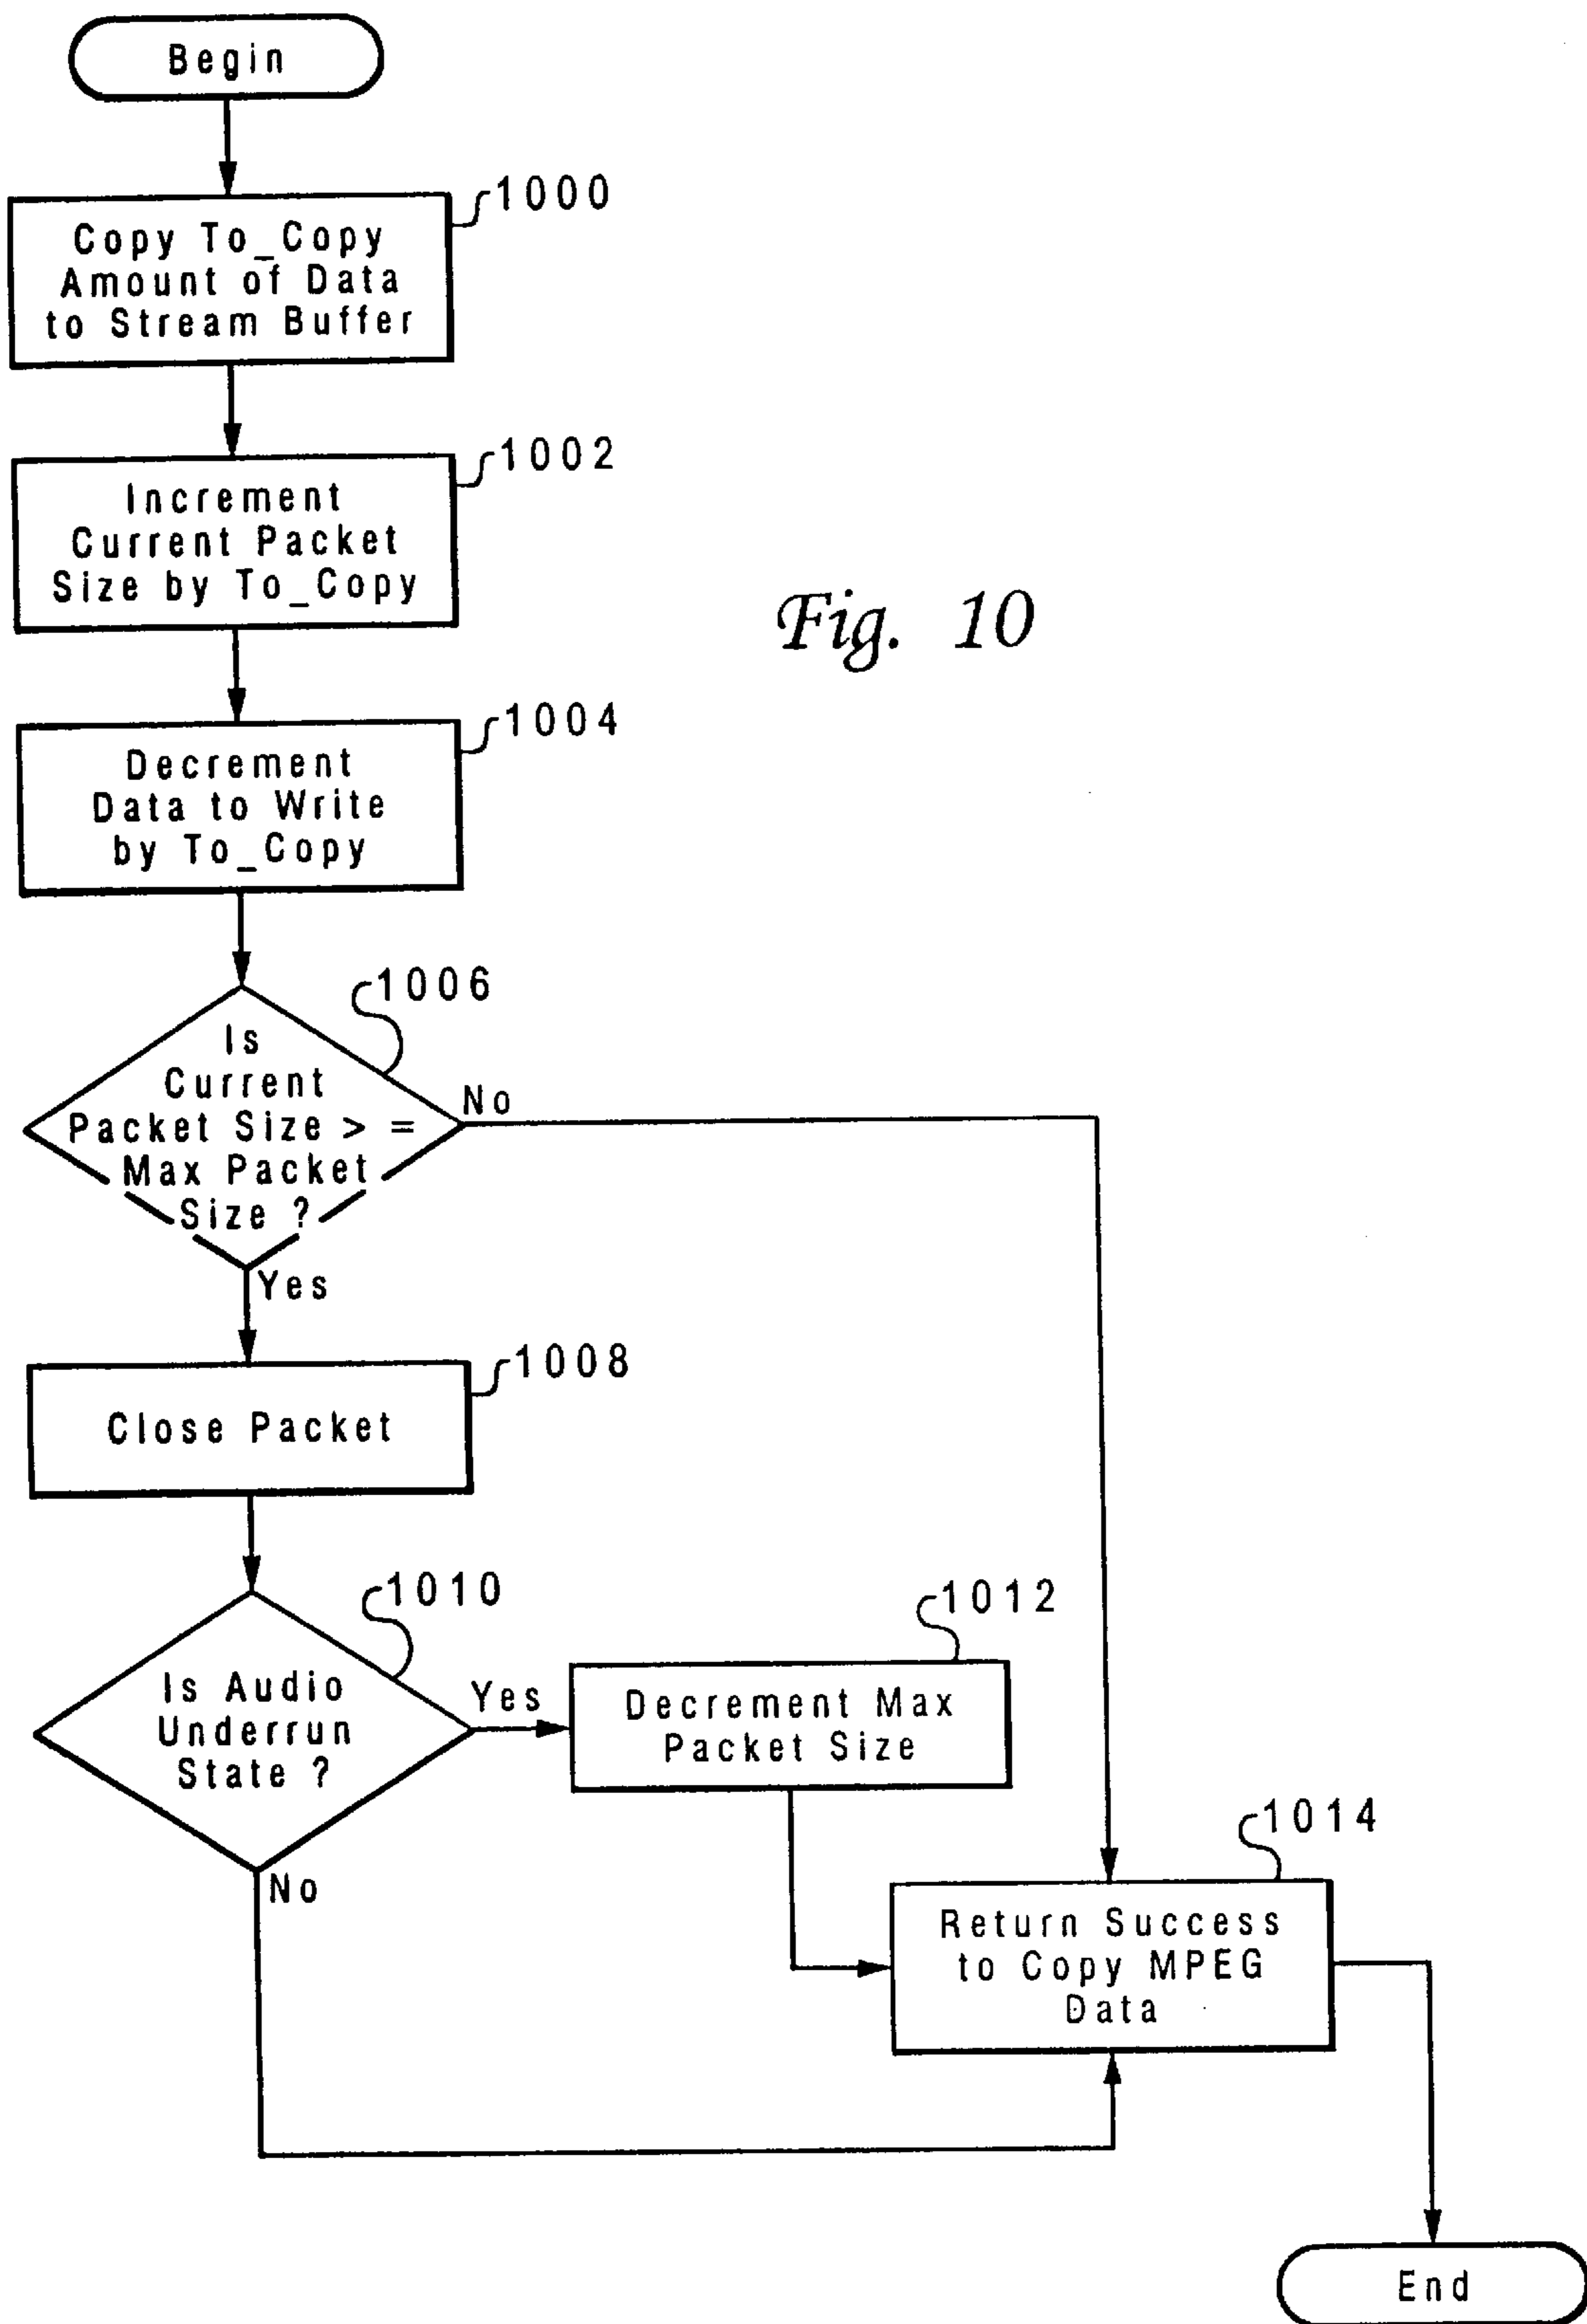 Begin
1000
Copy To_Copy
Amount of Data
to Stream Buffer
1002
Increment
Current Packet
Size by To_Copy
Fig. 10
1004
Decrement
Data to Write
by To_Copy
1006
Is
Current
Packet Size > =
Max Packet
Size ?
No
Yes
1008
Close Packet
1010
Is Audio
Underrun
State ?
Yes
No
1012
Decrement Max
Packet Size
1014
Return Success
to Copy MPEG
Data
End